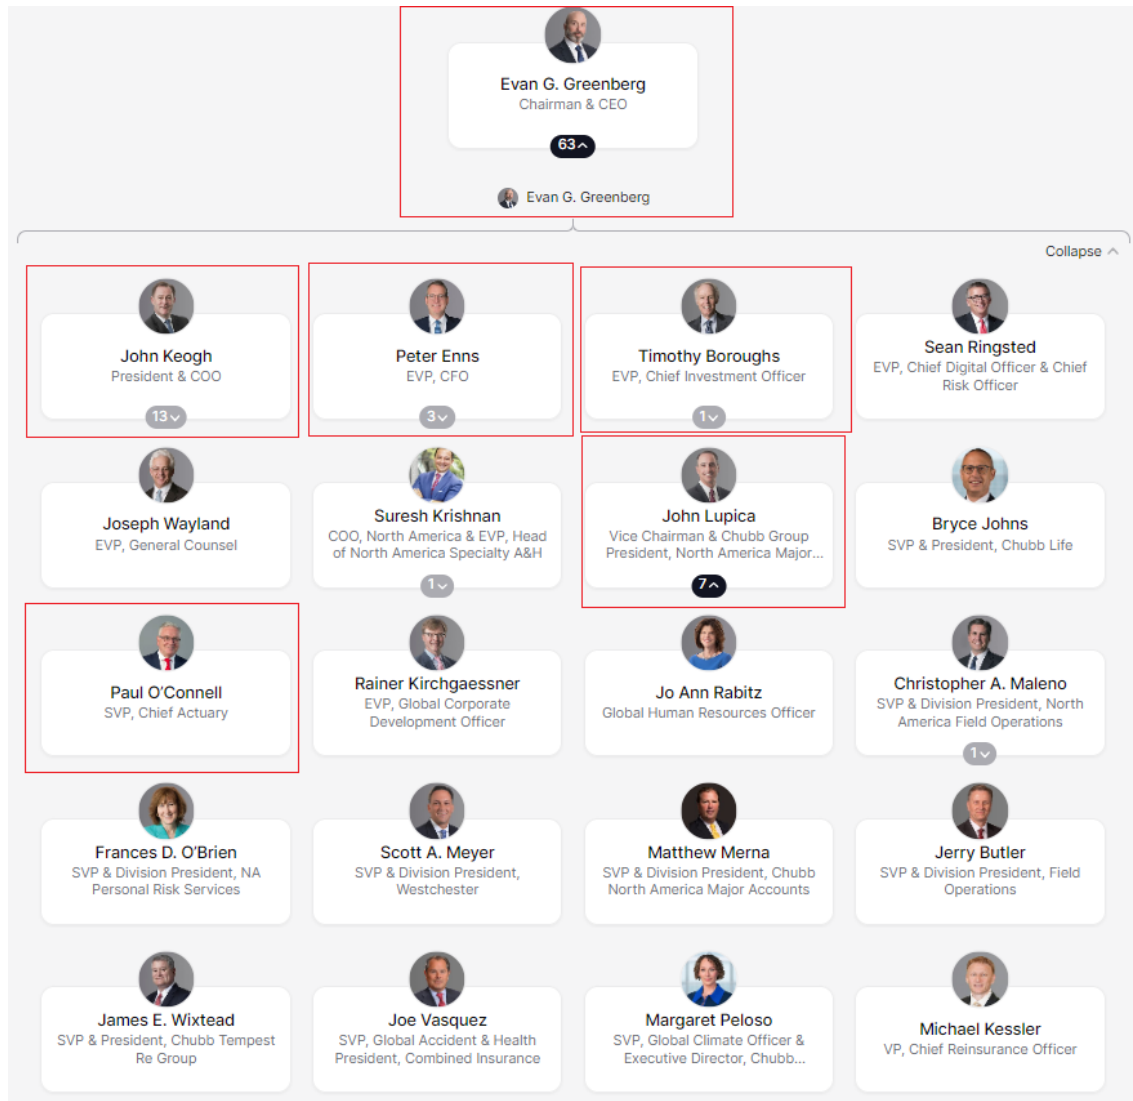 Evan G. Greenberg
Chairman & CEO
63
Evan G. Greenberg
Collapse
John Keogh
President & COO
13
Peter Enns
EVP, CFO
3
Timothy Boroughs
EVP, Chief Investment Officer
1
Sean Ringsted
EVP, Chief Digital Officer & Chief
Risk Officer
Joseph Wayland
EVP, General Counsel
Suresh Krishnan
COO, North America & EVP, Head
of North America Specialty A&H
1
John Lupica
Vice Chairman & Chubb Group
President, North America Major...
7
Bryce Johns
SVP & President, Chubb Life
Paul O'Connell
SVP, Chief Actuary
Rainer Kirchgaessner
EVP, Global Corporate
Development Officer
Jo Ann Rabitz
Global Human Resources Officer
Christopher A. Maleno
SVP & Division President, North
America Field Operations
1
Frances D. O'Brien
SVP & Division President, NA
Personal Risk Services
Scott A. Meyer
SVP & Division President,
Westchester
Matthew Merna
SVP & Division President, Chubb
North America Major Accounts
Jerry Butler
SVP & Division President, Field
Operations
James E. Wixtead
SVP & President, Chubb Tempest
Re Group
Joe Vasquez
SVP, Global Accident & Health
President, Combined Insurance
Margaret Peloso
SVP, Global Climate Officer &
Executive Director, Chubb...
Michael Kessler
VP, Chief Reinsurance Officer